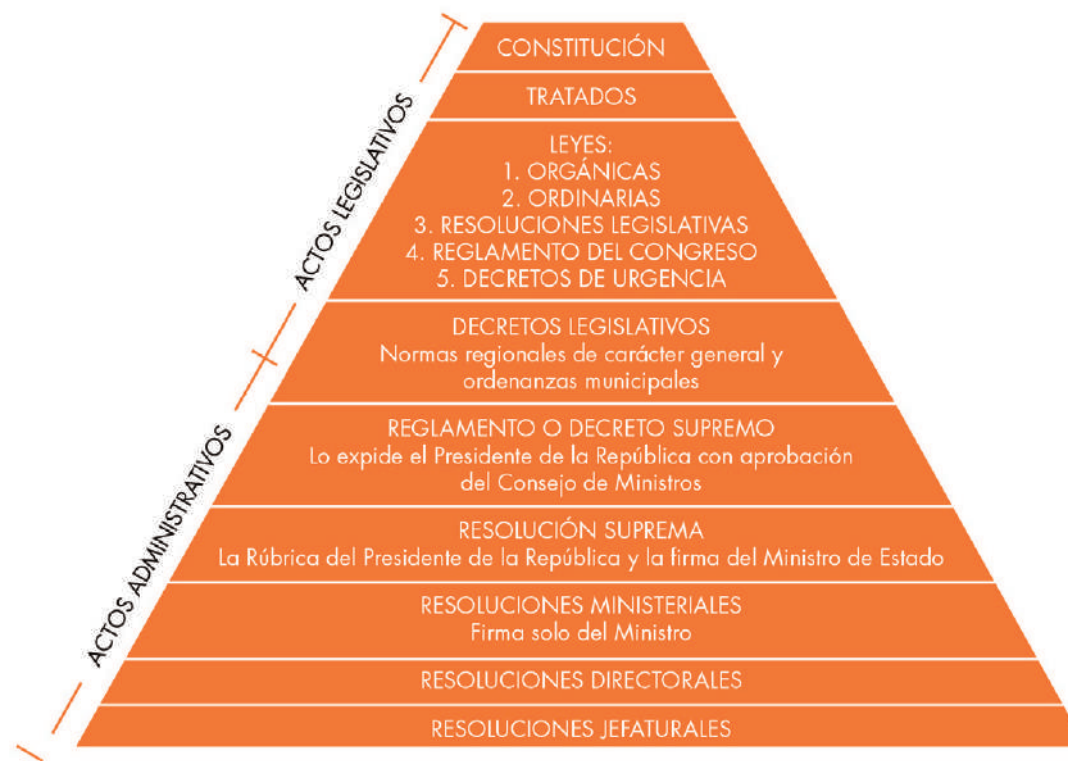 CONSTITUCIÓN
TRATADOS
LEYES:
1. ORGÁNICAS
2. ORDINARIAS
3. RESOLUCIONES LEGISLATIVAS
4. REGLAMENTO DEL CONGRESO
5. DECRETOS DE URGENCIA
DECRETOS LEGISLATIVOS
Normas regionales de carácter general y
ordenanzas municipales
REGLAMENTO O DECRETO SUPREMO
Lo expide el Presidente de la República con aprobación
del Consejo de Ministros
RESOLUCIÓN SUPREMA
La Rúbrica del Presidente de la República y la firma del Ministro de Estado
RESOLUCIONES MINISTERIALES
Firma solo del Ministro
RESOLUCIONES DIRECTORALES
RESOLUCIONES JEFATURALES
ACTOS LEGISLATIVOS
ACTOS ADMINISTRATIVOS